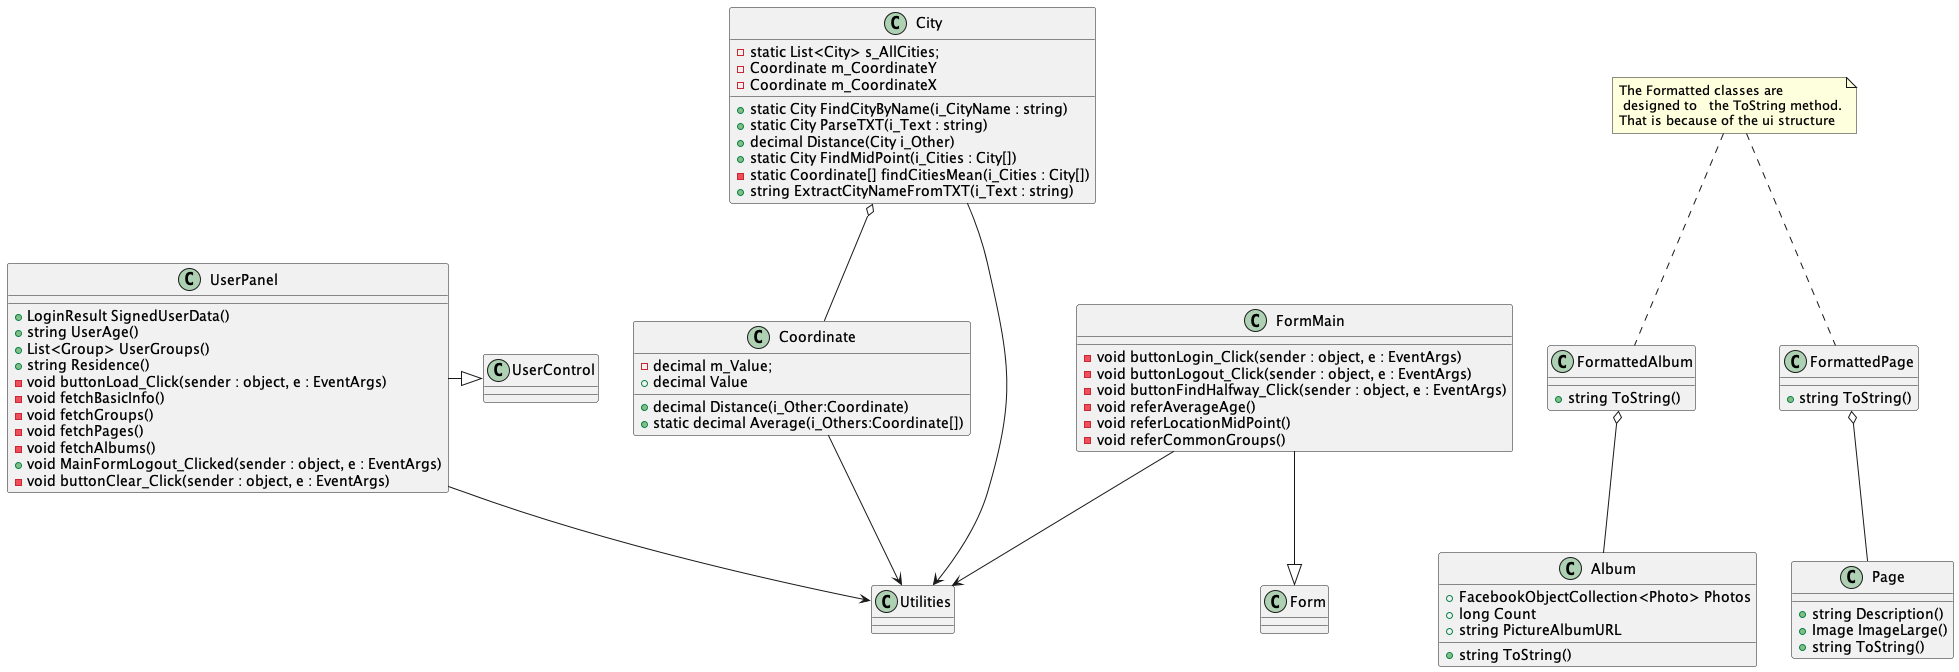 City
static List<City> s_AllCities;
Coordinate m_CoordinateY
Coordinate m_CoordinateX
static City FindCityByName(i_CityName : string)
static City ParseTXT(i_Text : string)
decimal Distance(City i_Other)
static City FindMidPoint(i_Cities : City[])
static Coordinate[] findCitiesMean(i_Cities : City[])
string ExtractCityNameFromTXT(i_Text : string)
The Formatted classes are
designed to   the ToString method.
That is because of the ui structure
UserPanel
LoginResult SignedUserData()
string UserAge()
List<Group> UserGroups()
string Residence()
void buttonLoad_Click(sender : object, e : EventArgs)
void fetchBasicInfo()
void fetchGroups()
void fetchPages()
void fetchAlbums()
void MainFormLogout_Clicked(sender : object, e : EventArgs)
void buttonClear_Click(sender : object, e : EventArgs)
UserControl
Coordinate
decimal m_Value;
decimal Value
decimal Distance(i_Other:Coordinate)
static decimal Average(i_Others:Coordinate[])
FormMain
void buttonLogin_Click(sender : object, e : EventArgs)
void buttonLogout_Click(sender : object, e : EventArgs)
void buttonFindHalfway_Click(sender : object, e : EventArgs)
void referAverageAge()
void referLocationMidPoint()
void referCommonGroups()
FormattedAlbum
string ToString()
FormattedPage
string ToString()
Utilities
Form
Album
FacebookObjectCollection<Photo> Photos
long Count
string PictureAlbumURL
string ToString()
Page
string Description()
Image ImageLarge()
string ToString()